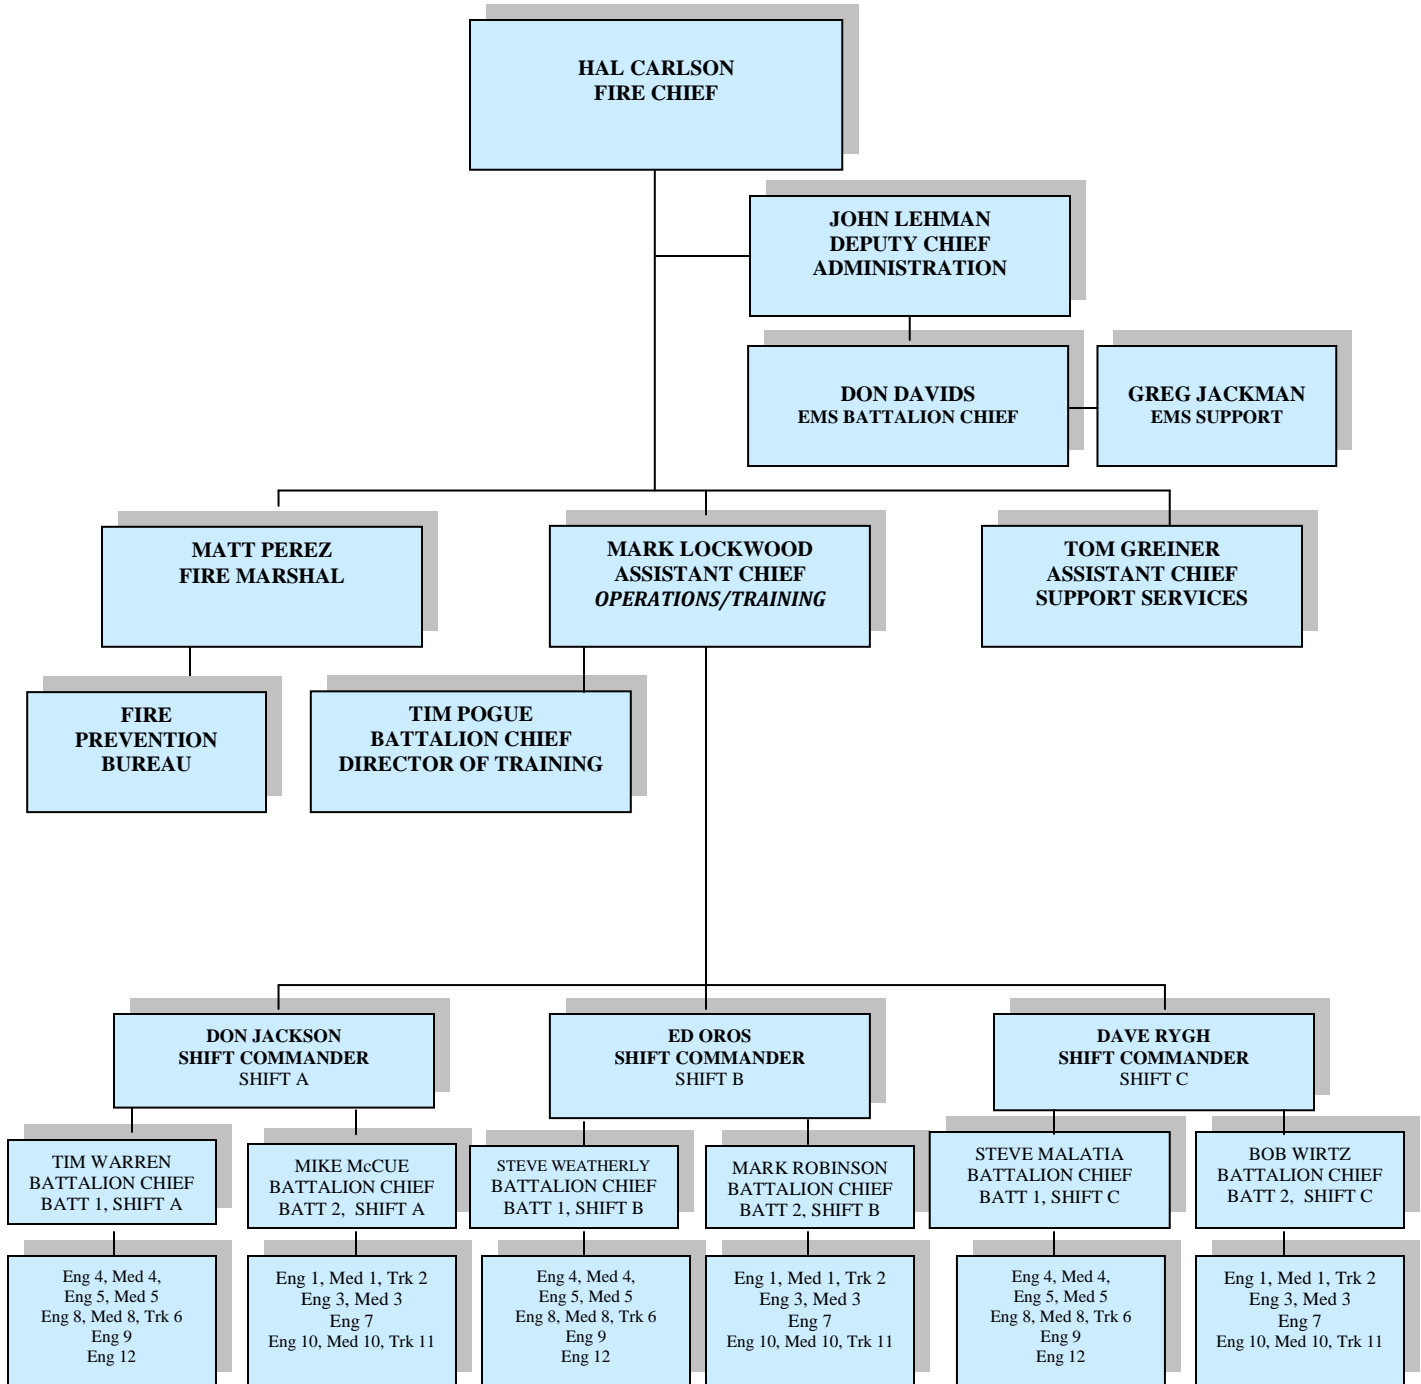 HAL CARLSON
FIRE CHIEF
JOHN LEHMAN
DEPUTY CHIEF
ADMINISTRATION
DON DAVIDS
EMS BATTALION CHIEF
GREG JACKMAN
EMS SUPPORT
MATT PEREZ
FIRE MARSHAL
MARK LOCKWOOD
ASSISTANT CHIEF
OPERATIONS/TRAINING
TOM GREINER
ASSISTANT CHIEF
SUPPORT SERVICES
FIRE
PREVENTION
BUREAU
TIM POGUE
BATTALION CHIEF
DIRECTOR OF TRAINING
DON JACKSON
SHIFT COMMANDER
SHIFT A
ED OROS
SHIFT COMMANDER
SHIFT B
DAVE RYGH
SHIFT COMMANDER
SHIFT C
TIM WARREN
BATTALION CHIEF
BATT 1, SHIFT A
MIKE McCUE
BATTALION CHIEF
BATT 2, SHIFT A
STEVE WEATHERLY
BATTALION CHIEF
BATT 1, SHIFT B
MARK ROBINSON
BATTALION CHIEF
BATT 2, SHIFT B
STEVE MALATIA
BATTALION CHIEF
BATT 1, SHIFT C
BOB WIRTZ
BATTALION CHIEF
BATT 2, SHIFT C
Eng 4, Med 4,
Eng 5, Med 5
Eng 8, Med 8, Trk 6
Eng 9
Eng 12
Eng 1, Med 1, Trk 2
Eng 3, Med 3
Eng 7
Eng 10, Med 10, Trk 11
Eng 4, Med 4,
Eng 5, Med 5
Eng 8, Med 8, Trk 6
Eng 9
Eng 12
Eng 1, Med 1, Trk 2
Eng 3, Med 3
Eng 7
Eng 10, Med 10, Trk 11
Eng 4, Med 4,
Eng 5, Med 5
Eng 8, Med 8, Trk 6
Eng 9
Eng 12
Eng 1, Med 1, Trk 2
Eng 3, Med 3
Eng 7
Eng 10, Med 10, Trk 11